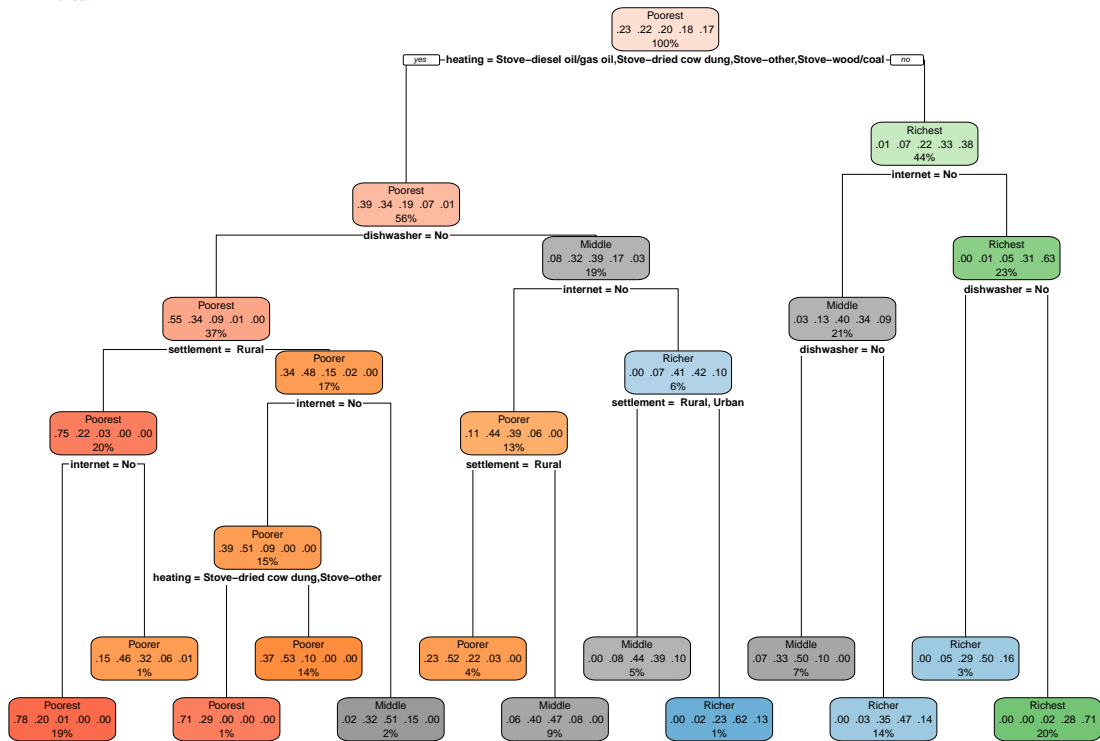 Poorest
.23 .22 .20 .18 .17
100%
yes
heating = Stove−diesel oil/gas oil,Stove−dried cow dung,Stove−other,Stove−wood/coal
no
Richest
.01 .07 .22 .33 .38
44%
internet = No
Poorest
.39 .34 .19 .07 .01
56%
dishwasher = No
Middle
.08 .32 .39 .17 .03
19%
internet = No
Richest
.00 .01 .05 .31 .63
23%
dishwasher = No
Poorest
.55 .34 .09 .01 .00
37%
settlement = Rural
Middle
.03 .13 .40 .34 .09
21%
dishwasher = No
Poorer
.34 .48 .15 .02 .00
17%
internet = No
Richer
.00 .07 .41 .42 .10
6%
settlement = Rural, Urban
Poorest
.75 .22 .03 .00 .00
20%
internet = No
Poorer
.11 .44 .39 .06 .00
13%
settlement = Rural
Poorer
.39 .51 .09 .00 .00
15%
heating = Stove−dried cow dung,Stove−other
Poorer
.15 .46 .32 .06 .01
1%
Poorer
.37 .53 .10 .00 .00
14%
Poorer
.23 .52 .22 .03 .00
4%
Middle
.00 .08 .44 .39 .10
5%
Middle
.07 .33 .50 .10 .00
7%
Richer
.00 .05 .29 .50 .16
3%
Poorest
.78 .20 .01 .00 .00
19%
Poorest
.71 .29 .00 .00 .00
1%
Middle
.02 .32 .51 .15 .00
2%
Middle
.06 .40 .47 .08 .00
9%
Richer
.00 .02 .23 .62 .13
1%
Richer
.00 .03 .35 .47 .14
14%
Richest
.00 .00 .02 .28 .71
20%